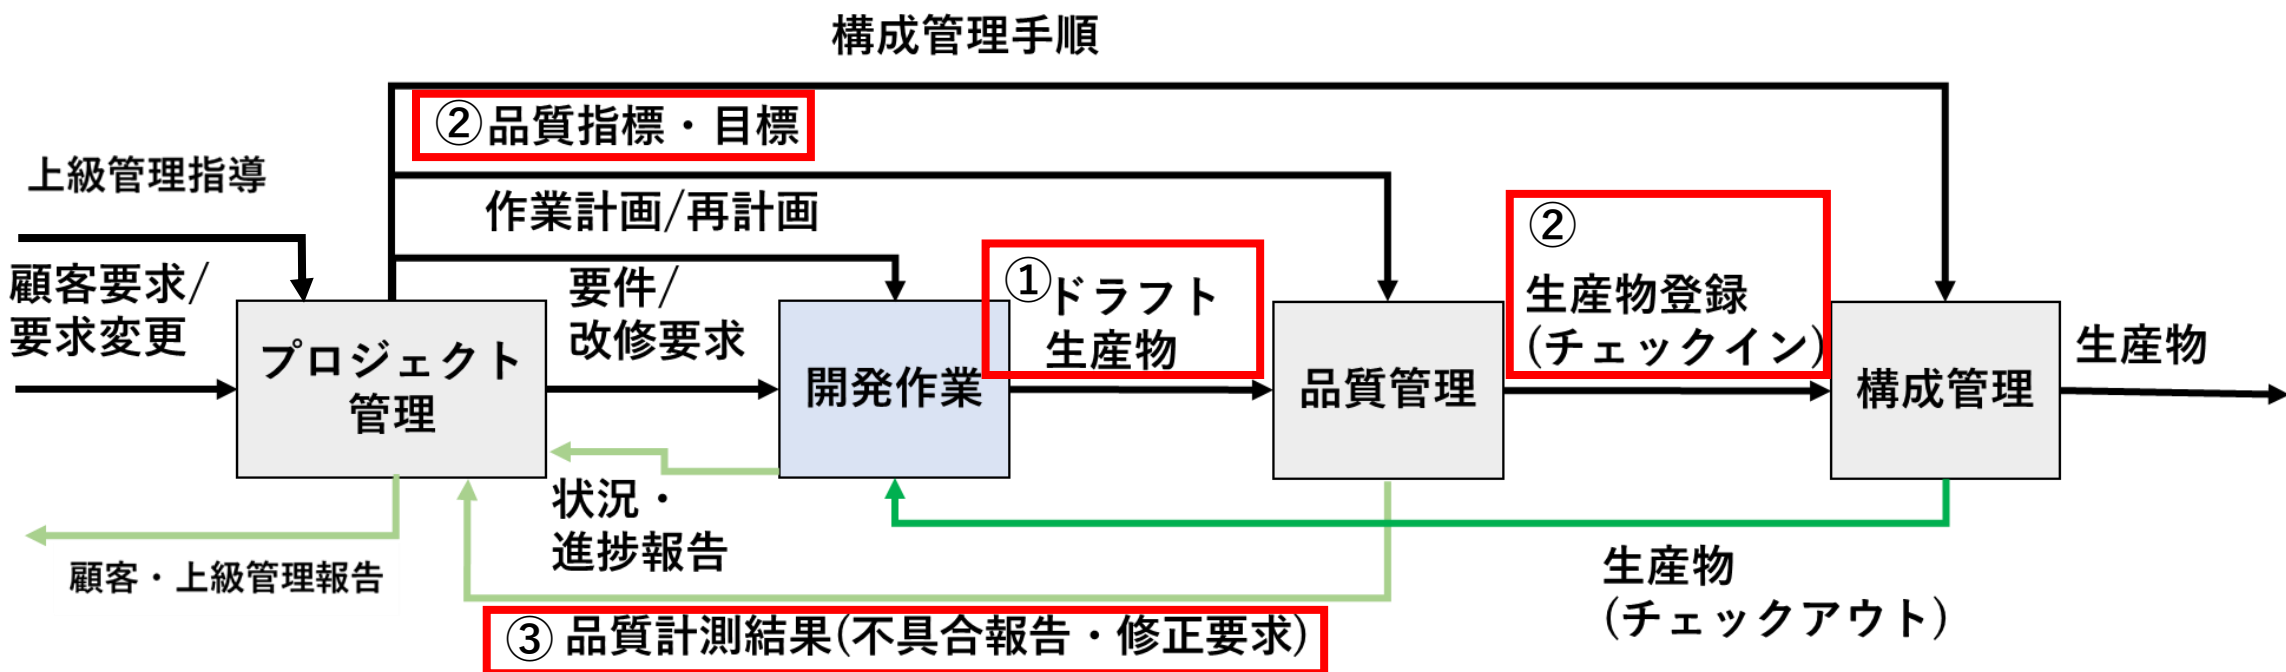 構成管理手順
②品質指標・目標
上級管理指導
作業計画/再計画
顧客要求/
要求変更
要件/
改修要求
①ドラフト
生産物
②
生産物登録
(チェックイン)
生産物
プロジェクト
管理
開発作業
品質管理
構成管理
状況・
進捗報告
顧客・上級管理報告
生産物
(チェックアウト)
③品質計測結果(不具合報告・修正要求)